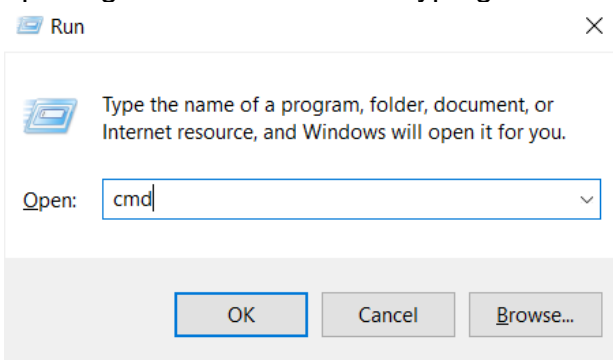 Run
Type the name of a program, folder, document, or
Internet resource, and Windows will open it for you.
Open: cmd
OK Cancel Browse...